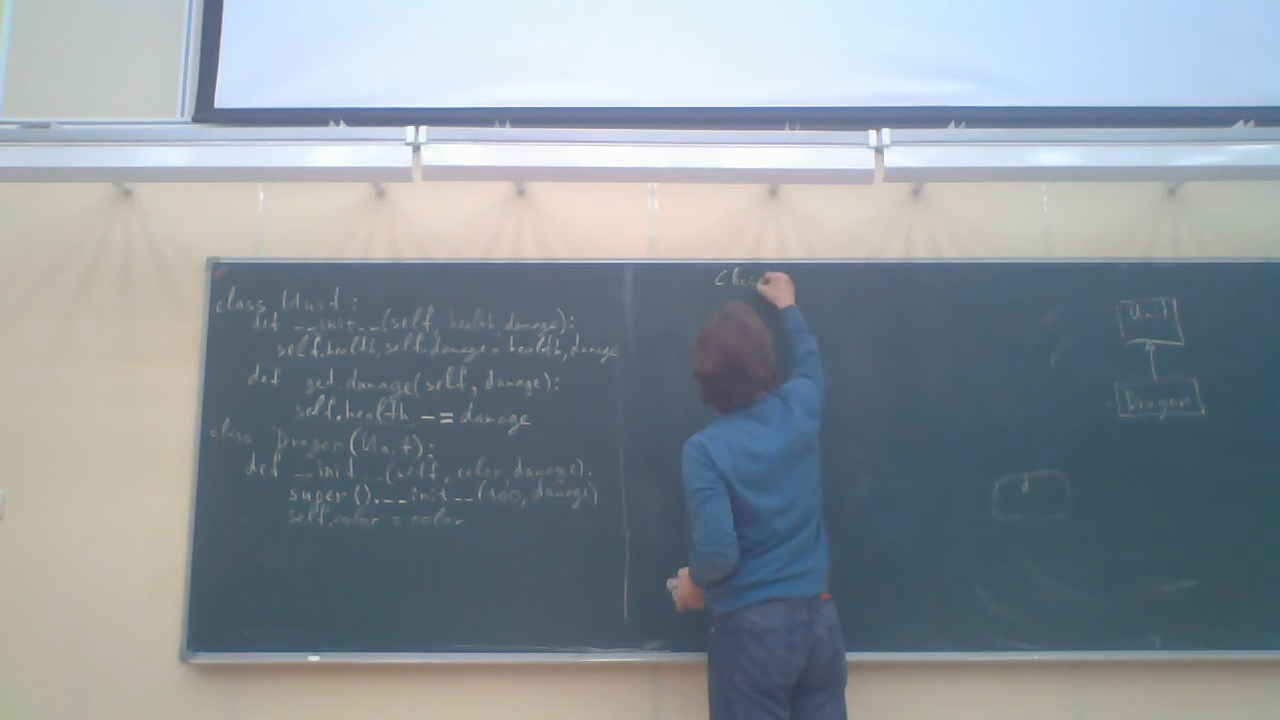 class Unit:
def __init__(self, health, damage):
self.health, self.damage = health, damage
def get_damage(self, damage):
self.health -= damage
class Dragon(Unit):
def __init__(self, color, damage):
super().__init__(100, damage)
self.color = color
Unit
Dragon
d